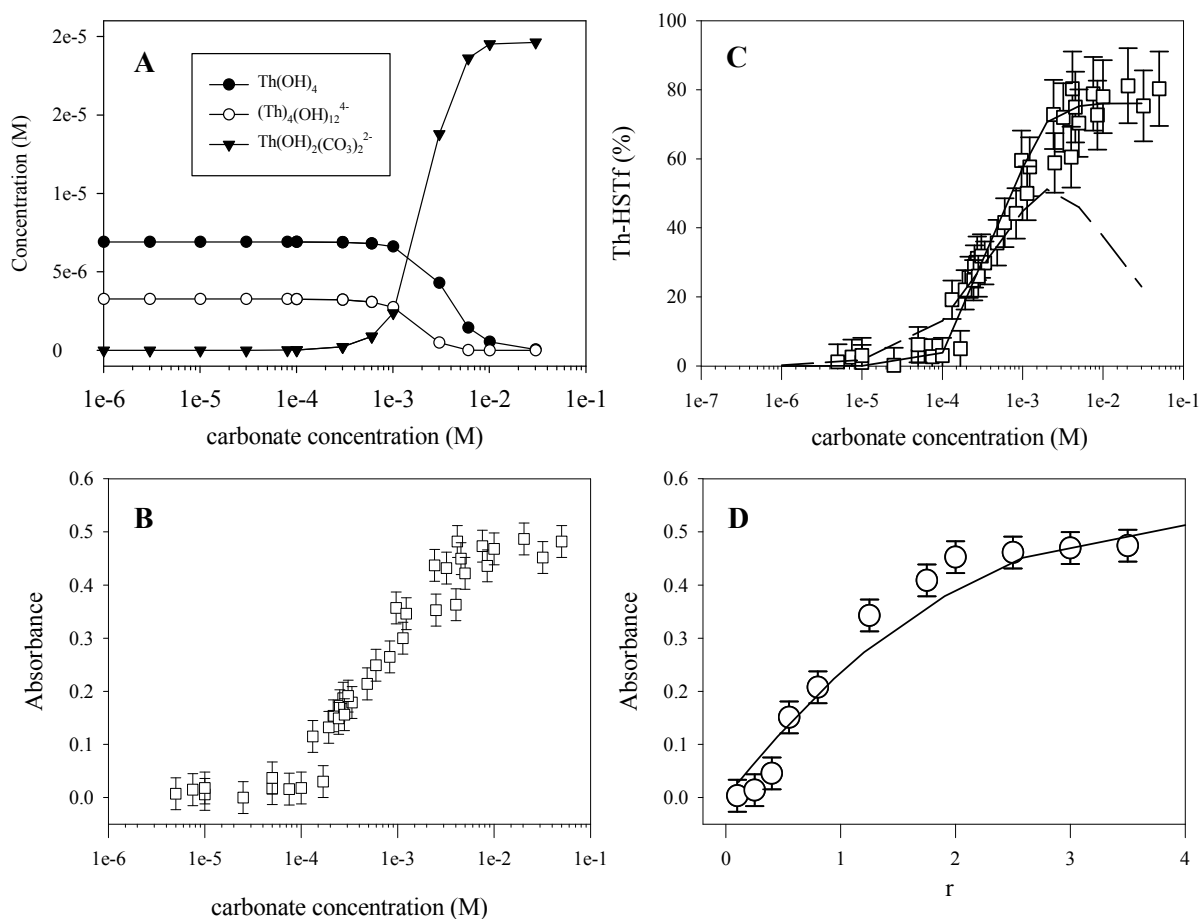 A
Concentration (M)
2e-5
2e-5
1e-5
5e-6
0
Th(OH)4
(Th)4(OH)12 4-
Th(OH)2(CO3)2 2-
1e-6 1e-5 1e-4 1e-3 1e-2 1e-1
carbonate concentration (M)
C
Th-HSTf (%)
100
80
60
40
20
0
1e-7 1e-6 1e-5 1e-4 1e-3 1e-2 1e-1
carbonate concentration (M)
B
Absorbance
0.6
0.5
0.4
0.3
0.2
0.1
0.0
1e-6 1e-5 1e-4 1e-3 1e-2 1e-1
carbonate concentration (M)
D
Absorbance
0.6
0.5
0.4
0.3
0.2
0.1
0.0
0 1 2 3 4
r